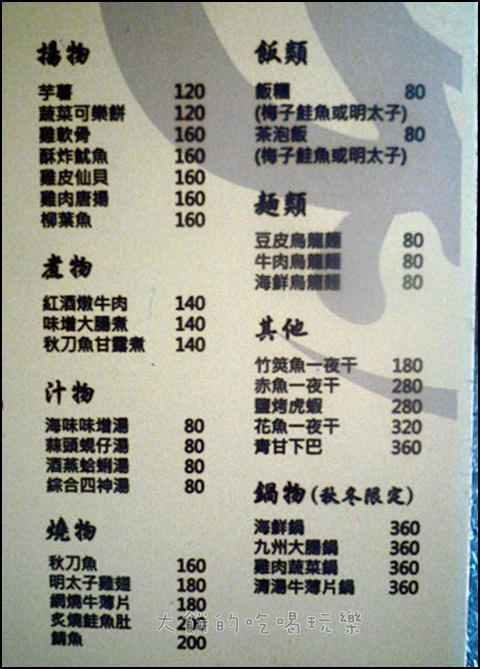 揚物
芋薯 120
蔬菜可樂餅 120
雞軟骨 160
酥炸魷魚 160
雞皮仙貝 160
雞肉唐揚 160
柳葉魚 160
煮物
紅酒燉牛肉 140
味增大腸煮 140
秋刀魚甘露煮 140
汁物
海味味增湯 80
蒜頭蜆仔湯 80
酒蒸蛤蜊湯 80
綜合四神湯 80
燒物
秋刀魚 160
明太子雞翅 180
網燒牛薄片 180
炙燒鮭魚肚 200
鯛魚 200
飯類
飯糰 80
(梅子鮭魚或明太子)
茶泡飯 80
(梅子鮭魚或明太子)
麵類
豆皮烏龍麵 80
牛肉烏龍麵 80
海鮮烏龍麵 80
其他
竹筴魚一夜干 180
赤魚一夜干 280
鹽烤虎蝦 280
花魚一夜干 320
青甘下巴 360
鍋物(秋冬限定)
海鮮鍋 360
九州大腸鍋 360
雞肉蔬菜鍋 360
清湯牛薄片鍋 360
大餅的吃喝玩樂